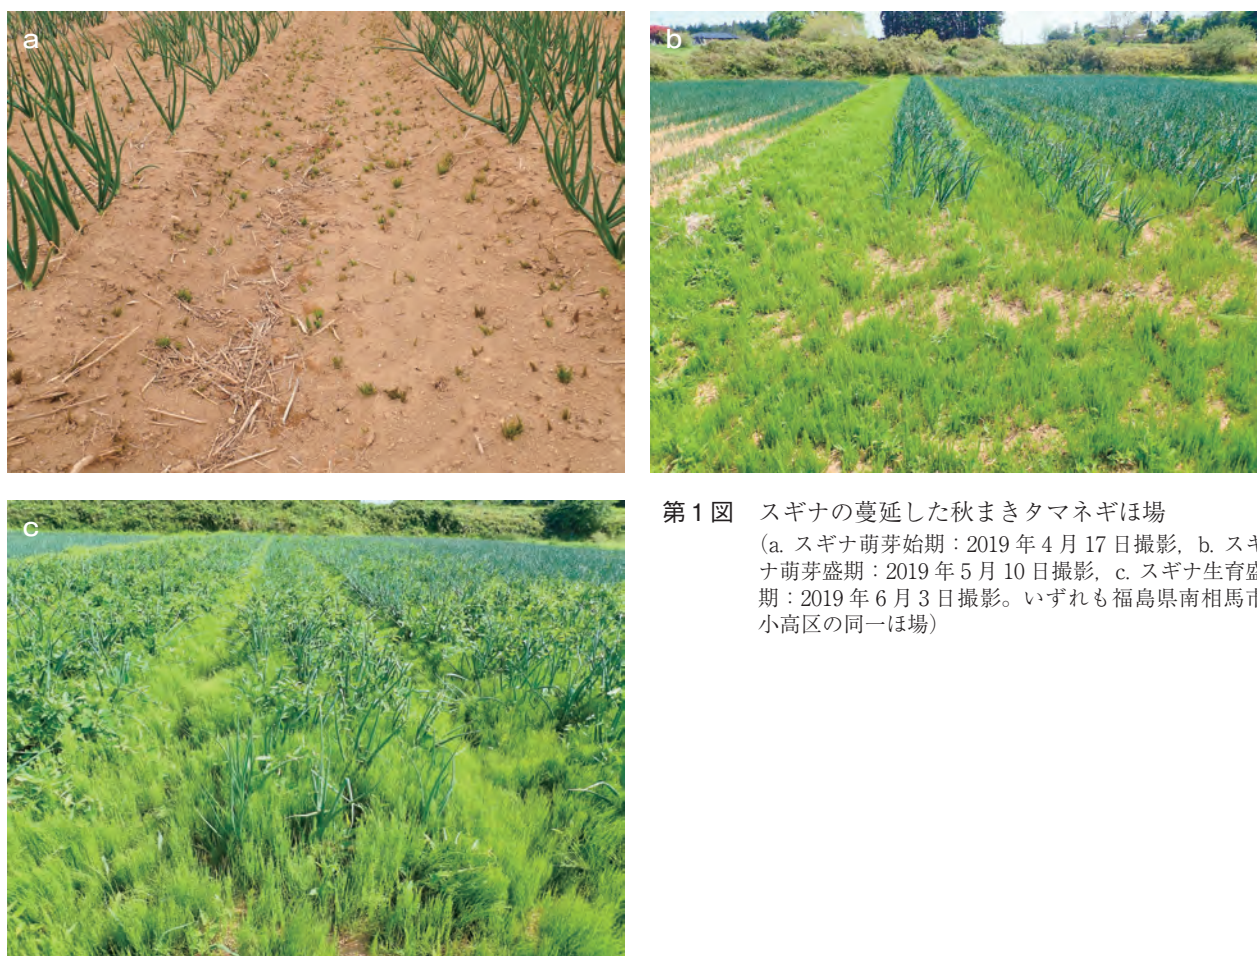 a
b
c
第1図 スギナの蔓延した秋まきタマネギほ場
(a. スギナ萌芽始期：2019 年 4 月 17 日撮影，b. スギ
ナ萌芽盛期：2019 年 5 月 10 日撮影，c. スギナ生育盛
期：2019 年 6 月 3 日撮影。いずれも福島県南相馬市
小高区の同一ほ場）